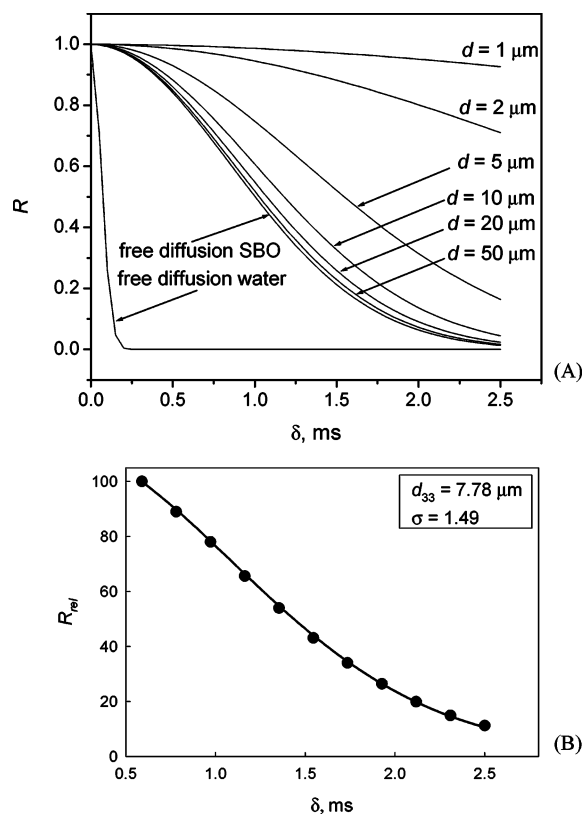 1.0
0.8
0.6
0.4
0.2
0.0
R
d = 1 μm
d = 2 μm
d = 5 μm
d = 10 μm
d = 20 μm
d = 50 μm
free diffusion SBO
free diffusion water
0.0 0.5 1.0 1.5 2.0 2.5
δ, ms
(A)
100
80
60
40
20
0
R_rel
d₃₃ = 7.78 μm
σ = 1.49
0.5 1.0 1.5 2.0 2.5
δ, ms
(B)